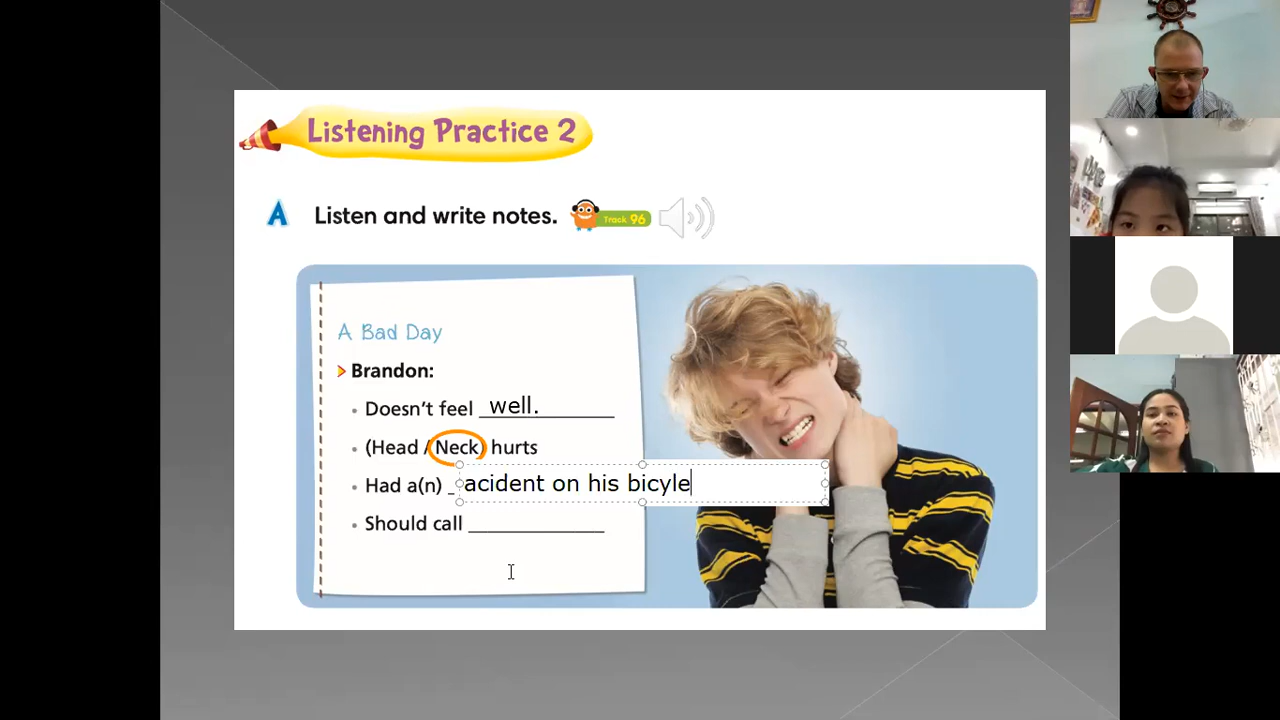 Listening Practice 2
A Listen and write notes. Track 96
A Bad Day
Brandon:
• Doesn't feel well.
• (Head / Neck) hurts
• Had a(n) _ acident on his bicyle
• Should call ____________